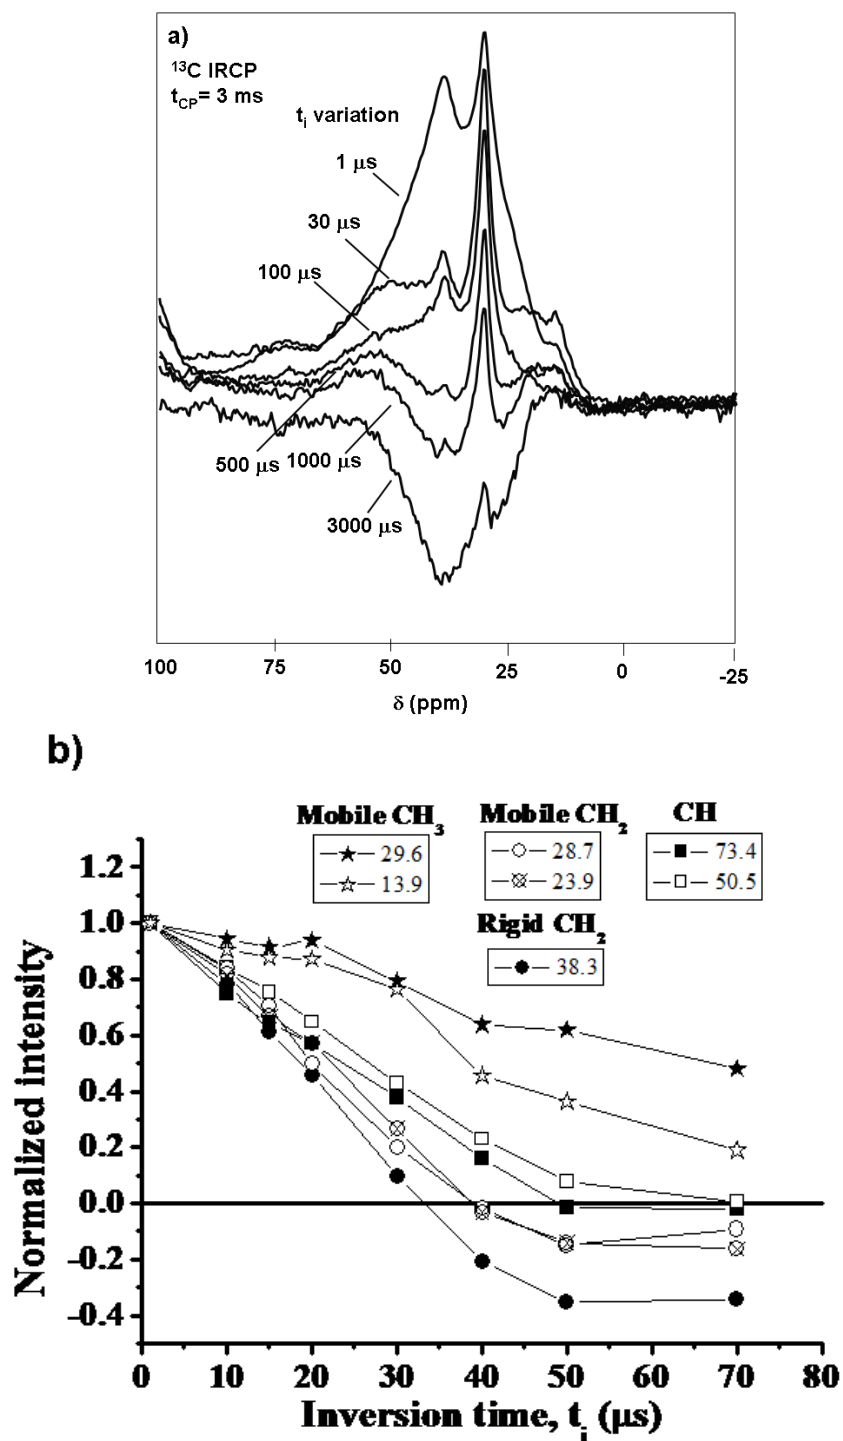 a)
¹³C IRCP
t_CP= 3 ms
t_i variation
1 μs
30 μs
100 μs
500 μs
1000 μs
3000 μs
100 75 50 25 0 -25
δ (ppm)
b)
Mobile CH₃ Mobile CH₂ CH
29.6 28.7 73.4
13.9 23.9 50.5
Rigid CH₂
38.3
1.2
1.0
0.8
0.6
0.4
0.2
0.0
-0.2
-0.4
Normalized intensity
0 10 20 30 40 50 60 70 80
Inversion time, t_i (μs)